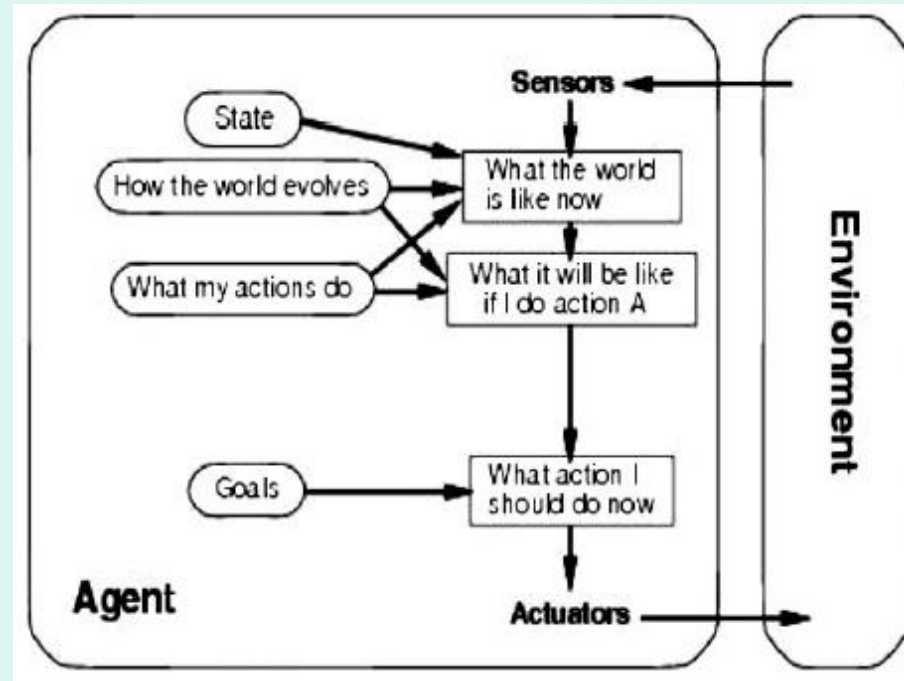 Sensors
State
What the world
is like now
How the world evolves
What it will be like
if I do action A
What my actions do
Environment
What action I
should do now
Goals
Agent
Actuators